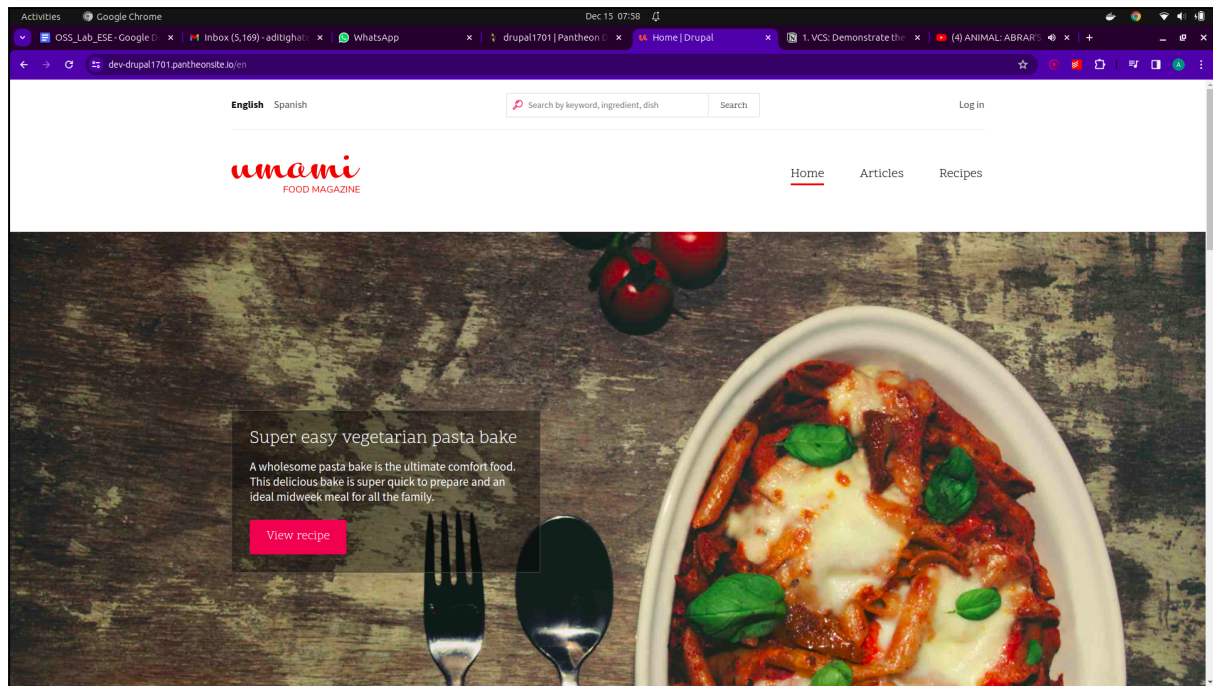 Activities Google Chrome Dec 15 07:58
OSS_Lab_ESE - Google D Inbox (5,169) - aditighat WhatsApp drupal1701 | Pantheon D Home | Drupal 1. VCS: Demonstrate the (4) ANIMAL: ABRAR'S
dev-drupal1701.pantheonsite.io/en A
English Spanish Search by keyword, ingredient, dish Search Log in
umami
FOOD MAGAZINE
Home Articles Recipes
Super easy vegetarian pasta bake
A wholesome pasta bake is the ultimate comfort food.
This delicious bake is super quick to prepare and an
ideal midweek meal for all the family.
View recipe